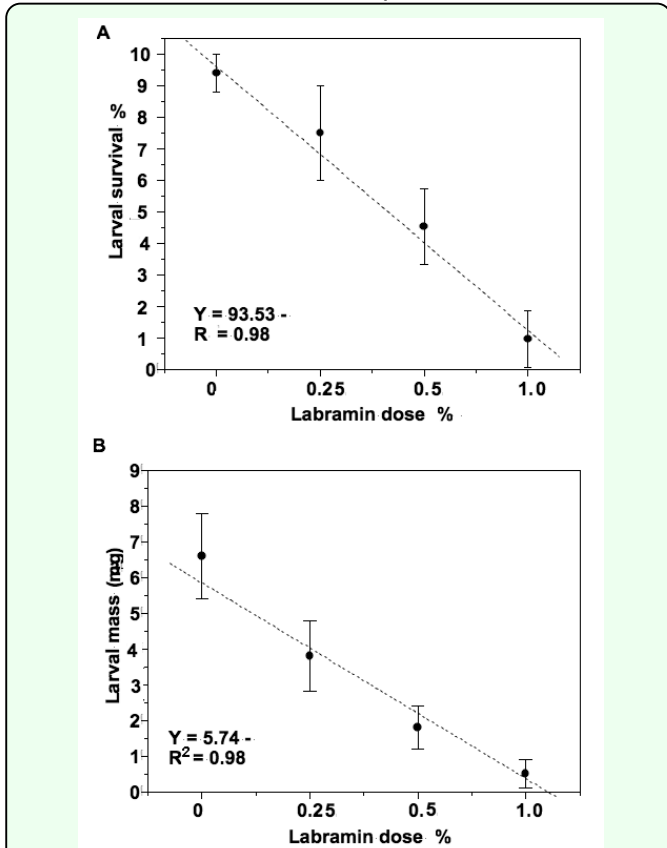 A
Larval survival %
10
9
8
7
6
5
4
3
2
1
0
Y = 93.53 -
R = 0.98
0 0.25 0.5 1.0
Labramin dose %
B
Larval mass (mg)
9
8
7
6
5
4
3
2
1
0
Y = 5.74 -
R² = 0.98
0 0.25 0.5 1.0
Labramin dose %